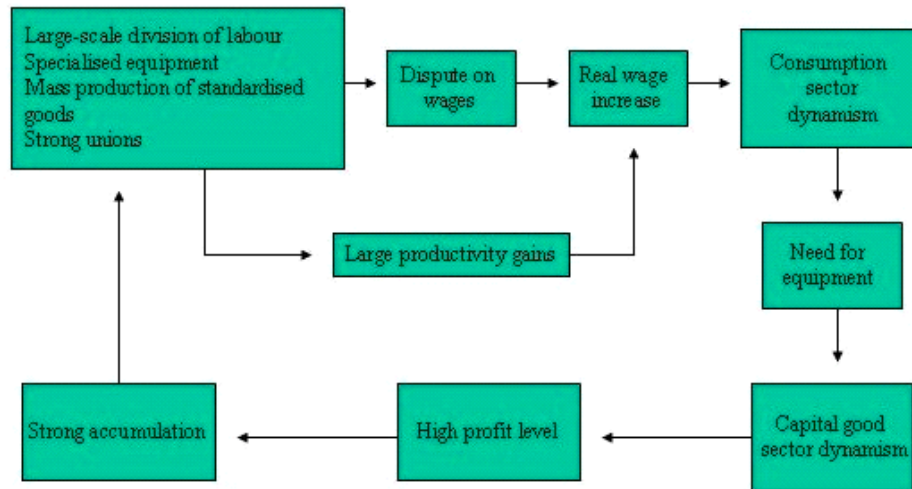 Large-scale division of labour
Specialised equipment
Mass production of standardised
goods
Strong unions
Dispute on
wages
Real wage
increase
Consumption
sector
dynamism
Large productivity gains
Need for
equipment
Strong accumulation
High profit level
Capital good
sector dynamism